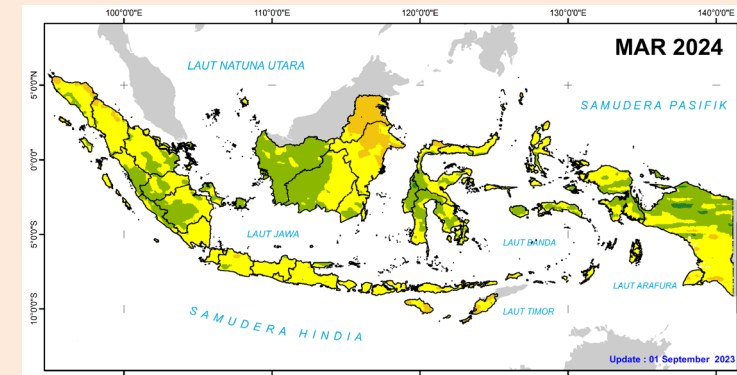 100°0'0"E 110°0'0"E 120°0'0"E 130°0'0"E 140°0'0"E
MAR 2024
LAUT NATUNA UTARA
5°0'0"N
SAMUDERA PASIFIK
0°0'0"
LAUT JAWA
5°0'0"S
LAUT BANDA
LAUT ARAFURA
10°0'0"S
SAMUDERA HINDIA
LAUT TIMOR
Update : 01 September 2023